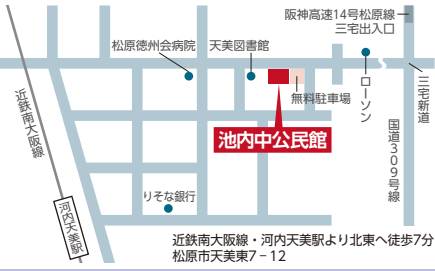 阪神高速14号松原線
三宅出入口
松原徳州会病院
天美図書館
無料駐車場
ローソン
三宅新道
国道309号線
近鉄南大阪線
池内中公民館
りそな銀行
河内天美駅
近鉄南大阪線・河内天美駅より北東へ徒歩7分
松原市天美東7－12